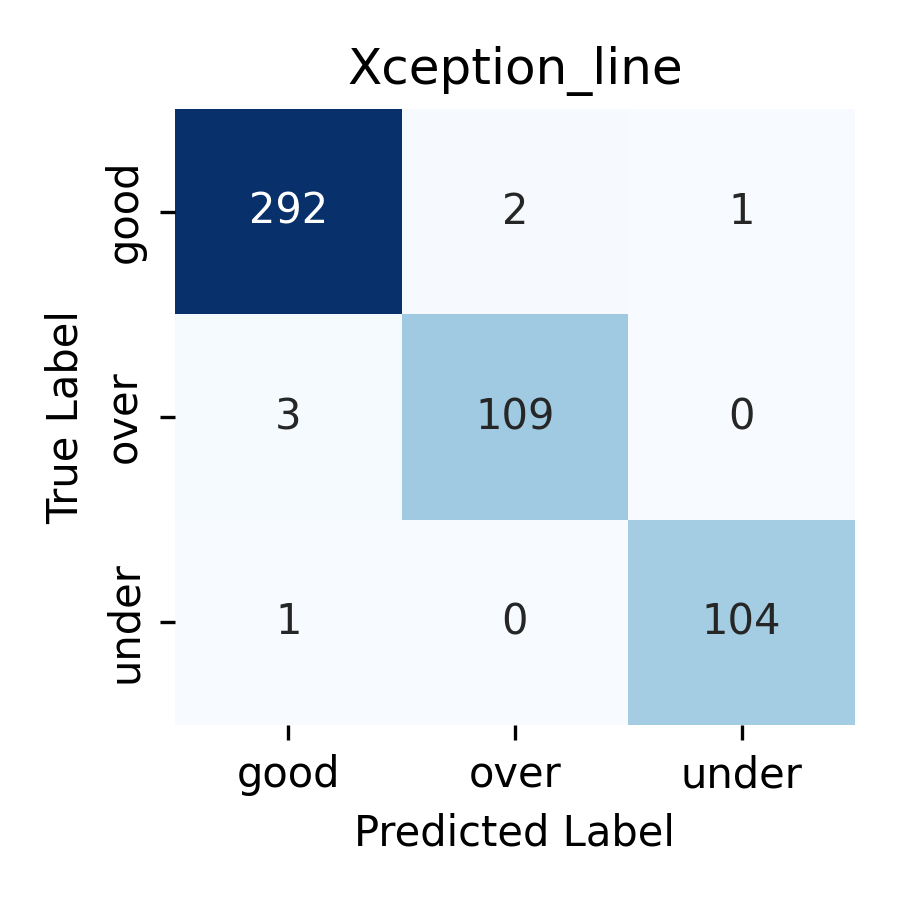 Xception_line
True Label
good
292 2 1
over
3 109 0
under
1 0 104
good over under
Predicted Label